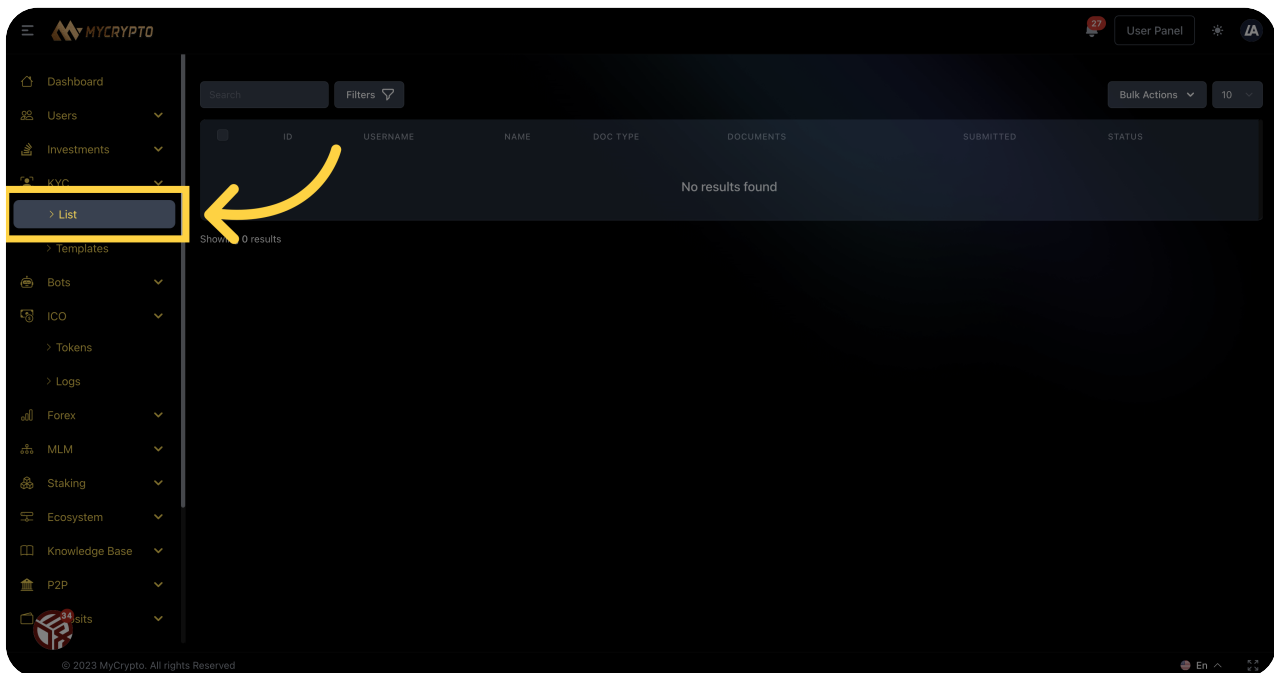 MYCRYPTO
27
User Panel
Dashboard
Users
Investments
KYC
List
Templates
Bots
ICO
Tokens
Logs
Forex
MLM
Staking
Ecosystem
Knowledge Base
P2P
34
Search
Filters
Bulk Actions
10
ID USERNAME NAME DOC TYPE DOCUMENTS SUBMITTED STATUS
No results found
0 results
© 2023 MyCrypto. All rights Reserved
En